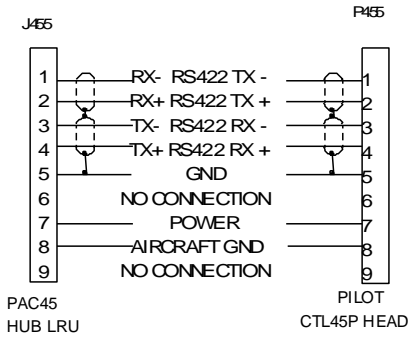 J455 P455
1 RX- RS422 TX - 1
2 RX+ RS422 TX + 2
3 TX- RS422 RX - 3
4 TX+ RS422 RX + 4
5 GND 5
6 NO CONNECTION 6
7 POWER 7
8 AIRCRAFT GND 8
9 NO CONNECTION 9
PAC45 PILOT
HUB LRU CTL45P HEAD